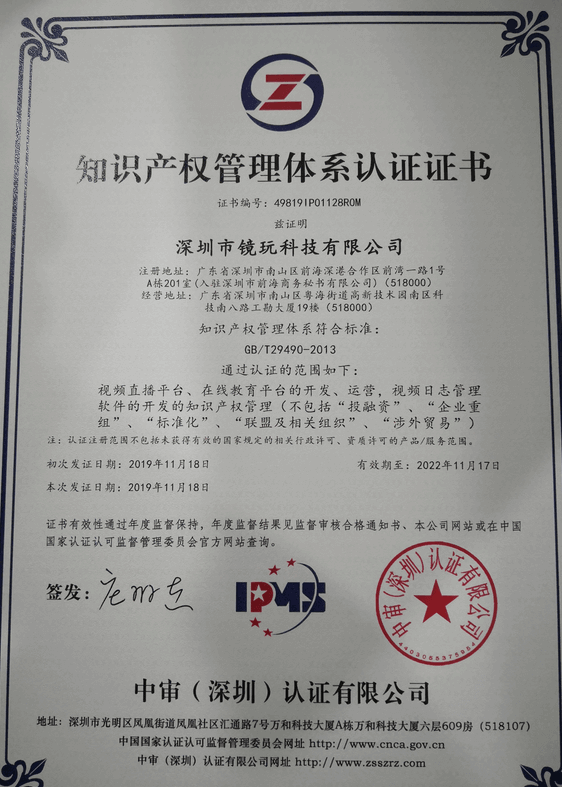 知识产权管理体系认证证书
证书编号：49819IP01128R0M
兹证明
深圳市镜玩科技有限公司
注册地址：广东省深圳市南山区前海深港合作区前湾一路1号
A栋201室(入驻深圳市前海商务秘书有限公司)(518000)
经营地址：广东省深圳市南山区粤海街道高新技术园南区科
技南八路工勘大厦19楼（518000）
知识产权管理体系符合标准：
GB/T29490-2013
通过认证的范围如下：
视频直播平台、在线教育平台的开发、运营，视频日志管理
软件的开发的知识产权管理（不包括“投融资”、“企业重
组”、“标准化”、“联盟及相关组织”、“涉外贸易”）
注：认证注册范围不包括未获得有效的国家规定的相关行政许可、资质许可的产品/服务范围。
初次发证日期：2019年11月18日
有效期至：2022年11月17日
本次发证日期：2019年11月18日
证书有效性通过年度监督保持，年度监督结果见监督审核合格通知书、本公司网站或在中国
国家认证认可监督管理委员会官方网站查询。
签发：
IPMS
中审（深圳）认证有限公司
中审（深圳）认证有限公司
地址：深圳市光明区凤凰街道凤凰社区汇通路7号万和科技大厦A栋万和科技大厦六层609房（518107）
中国国家认证认可监督管理委员会网址 http://www.cnca.gov.cn
中审（深圳）认证有限公司网址 http://www.zsszrz.com